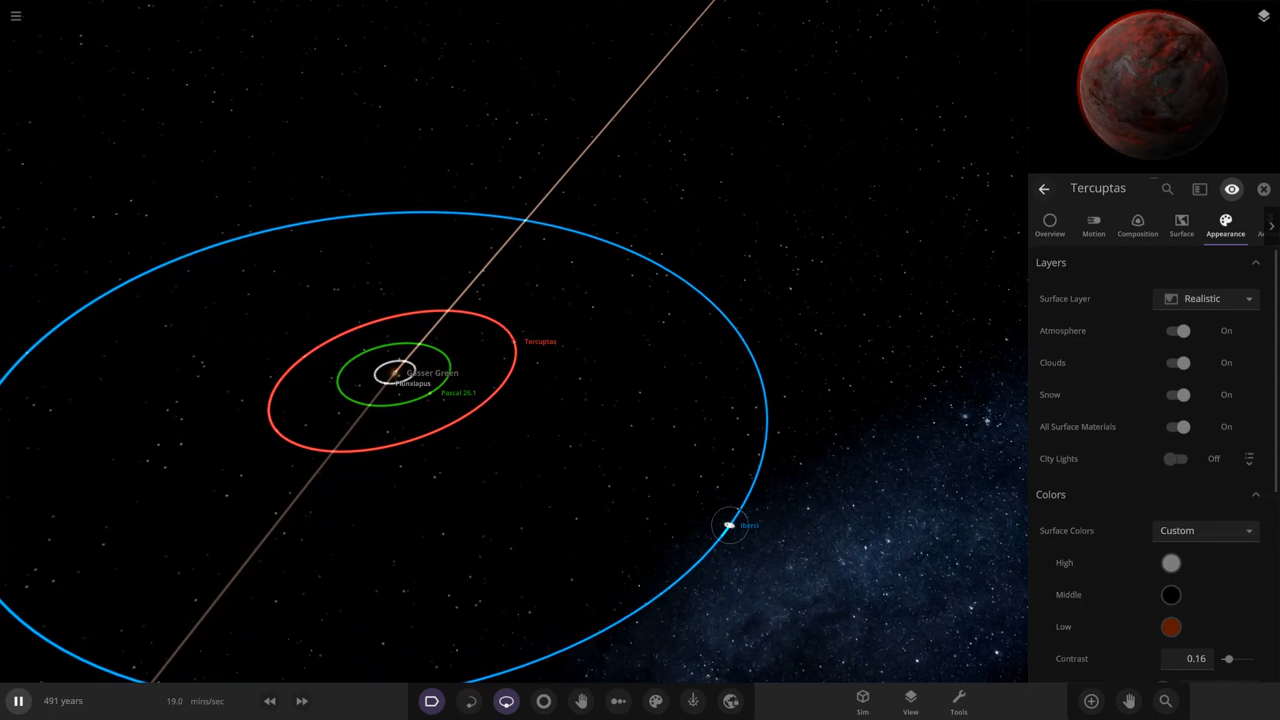 Tercuptas
Overview
Motion
Composition
Surface
Appearance
Layers
Surface Layer
Realistic
Atmosphere
On
Clouds
On
Snow
On
All Surface Materials
On
City Lights
Off
Colors
Surface Colors
Custom
High
Middle
Low
Contrast
0.16
Tercuptas
Gasser Green
Pascal 26.1
Iberci
491 years
19.0 mins/sec
Sim
View
Tools